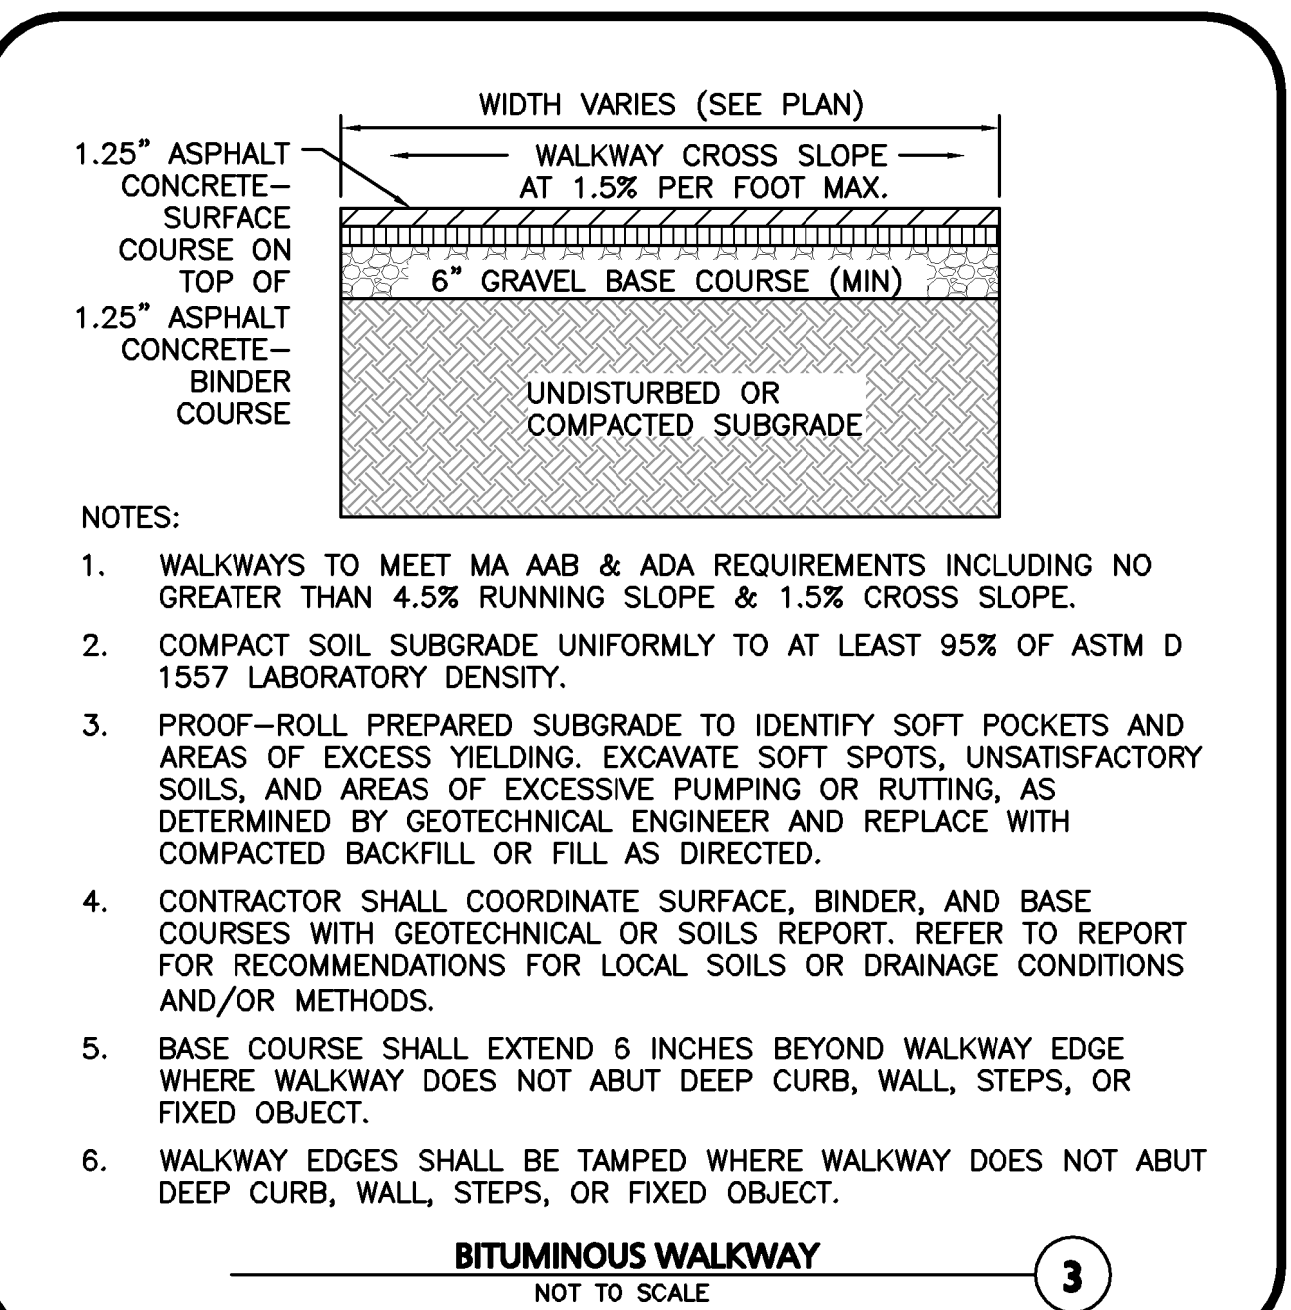 WIDTH VARIES (SEE PLAN)
WALKWAY CROSS SLOPE
AT 1.5% PER FOOT MAX.
1.25" ASPHALT
CONCRETE-
SURFACE
COURSE ON
TOP OF
1.25" ASPHALT
CONCRETE-
BINDER
COURSE
6" GRAVEL BASE COURSE (MIN)
UNDISTURBED OR
COMPACTED SUBGRADE
NOTES:
1. WALKWAYS TO MEET MA AAB & ADA REQUIREMENTS INCLUDING NO
GREATER THAN 4.5% RUNNING SLOPE & 1.5% CROSS SLOPE.
2. COMPACT SOIL SUBGRADE UNIFORMLY TO AT LEAST 95% OF ASTM D
1557 LABORATORY DENSITY.
3. PROOF-ROLL PREPARED SUBGRADE TO IDENTIFY SOFT POCKETS AND
AREAS OF EXCESS YIELDING. EXCAVATE SOFT SPOTS, UNSATISFACTORY
SOILS, AND AREAS OF EXCESSIVE PUMPING OR RUTTING, AS
DETERMINED BY GEOTECHNICAL ENGINEER AND REPLACE WITH
COMPACTED BACKFILL OR FILL AS DIRECTED.
4. CONTRACTOR SHALL COORDINATE SURFACE, BINDER, AND BASE
COURSES WITH GEOTECHNICAL OR SOILS REPORT. REFER TO REPORT
FOR RECOMMENDATIONS FOR LOCAL SOILS OR DRAINAGE CONDITIONS
AND/OR METHODS.
5. BASE COURSE SHALL EXTEND 6 INCHES BEYOND WALKWAY EDGE
WHERE WALKWAY DOES NOT ABUT DEEP CURB, WALL, STEPS, OR
FIXED OBJECT.
6. WALKWAY EDGES SHALL BE TAMPED WHERE WALKWAY DOES NOT ABUT
DEEP CURB, WALL, STEPS, OR FIXED OBJECT.
BITUMINOUS WALKWAY
NOT TO SCALE
3